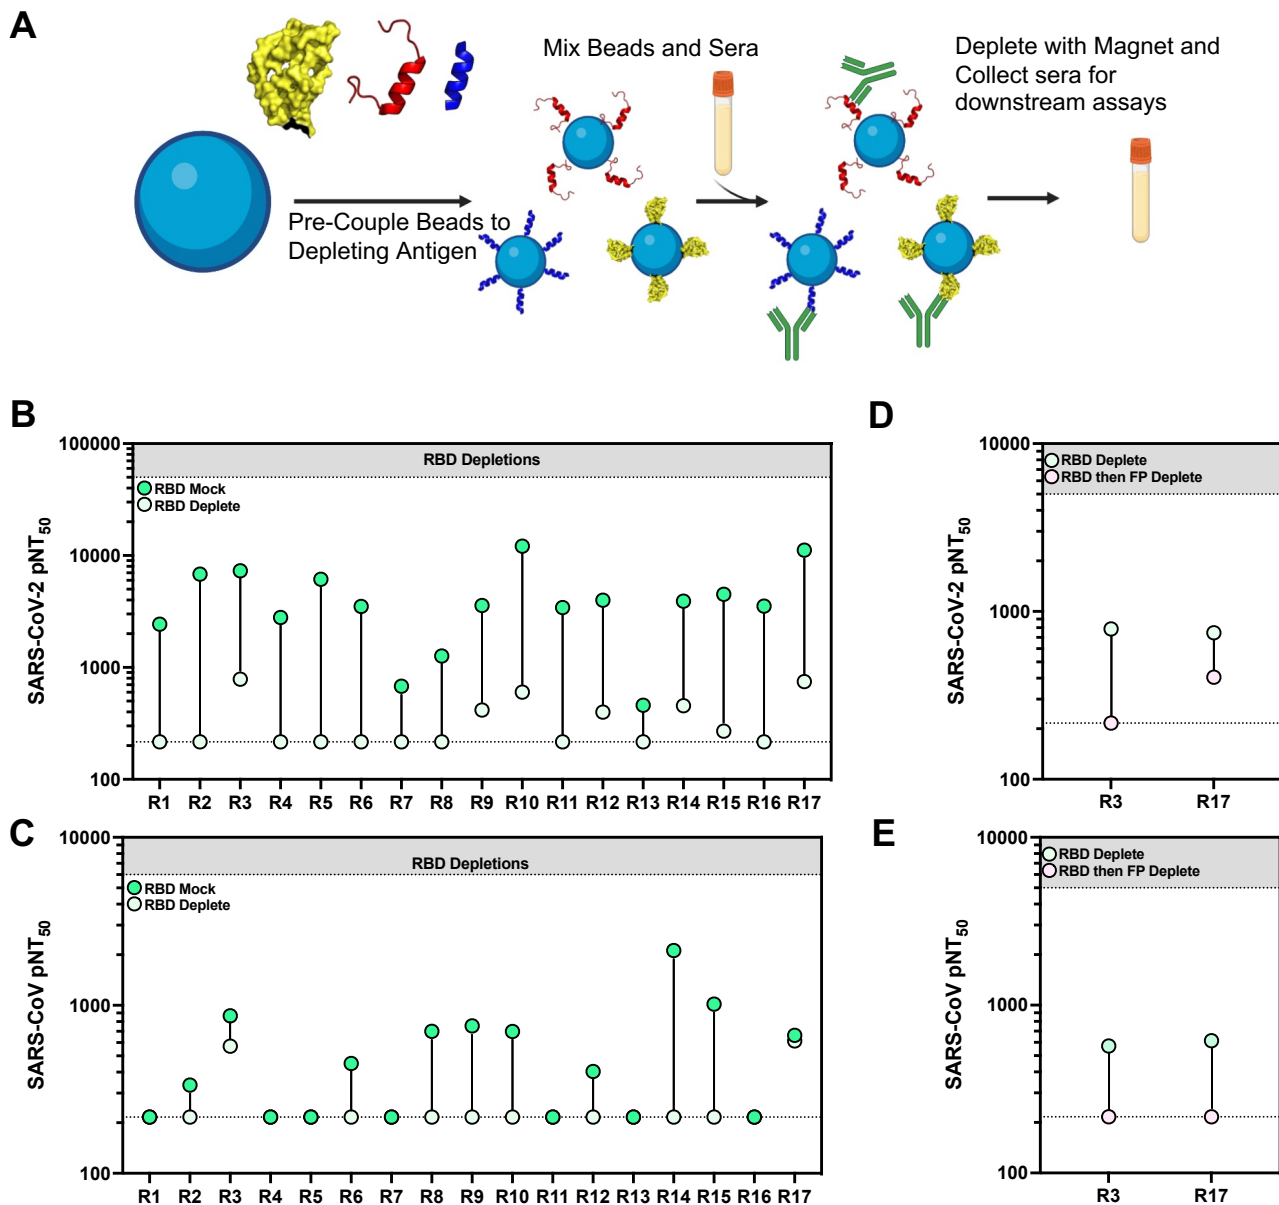 A
Mix Beads and Sera
Deplete with Magnet and
Collect sera for
downstream assays
Pre-Couple Beads to
Depleting Antigen
B
SARS-CoV-2 pNT50
100000
10000
1000
100
RBD Depletions
RBD Mock
RBD Deplete
R1 R2 R3 R4 R5 R6 R7 R8 R9 R10 R11 R12 R13 R14 R15 R16 R17
D
SARS-CoV-2 pNT50
10000
1000
100
RBD Deplete
RBD then FP Deplete
R3 R17
C
SARS-CoV pNT50
10000
1000
100
RBD Depletions
RBD Mock
RBD Deplete
R1 R2 R3 R4 R5 R6 R7 R8 R9 R10 R11 R12 R13 R14 R15 R16 R17
E
SARS-CoV pNT50
10000
1000
100
RBD Deplete
RBD then FP Deplete
R3 R17